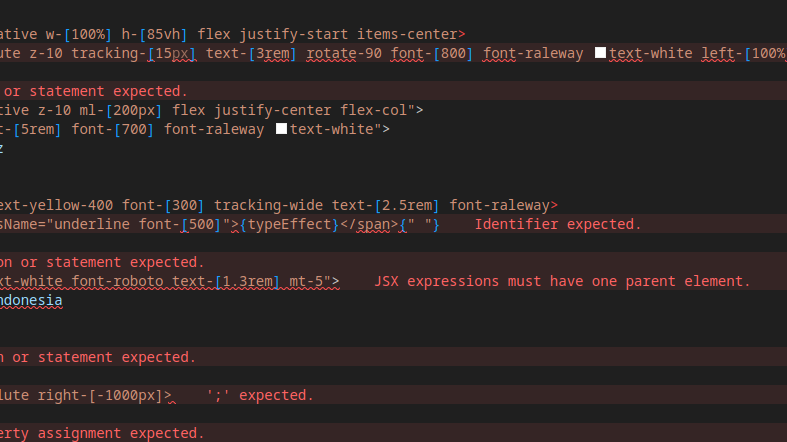 ative w-[100%] h-[85vh] flex justify-start items-center>
ute z-10 tracking-[15px] text-[3rem] rotate-90 font-[800] font-raleway text-white left-[100%
or statement expected.
tive z-10 ml-[200px] flex justify-center flex-col">
t-[5rem] font-[700] font-raleway text-white">
z
ext-yellow-400 font-[300] tracking-wide text-[2.5rem] font-raleway>
sName="underline font-[500]">{typeEffect}</span>{" "} Identifier expected.
on or statement expected.
xt-white font-roboto text-[1.3rem] mt-5"> JSX expressions must have one parent element.
ndonesia
n or statement expected.
lute right-[-1000px]> ';' expected.
erty assignment expected.